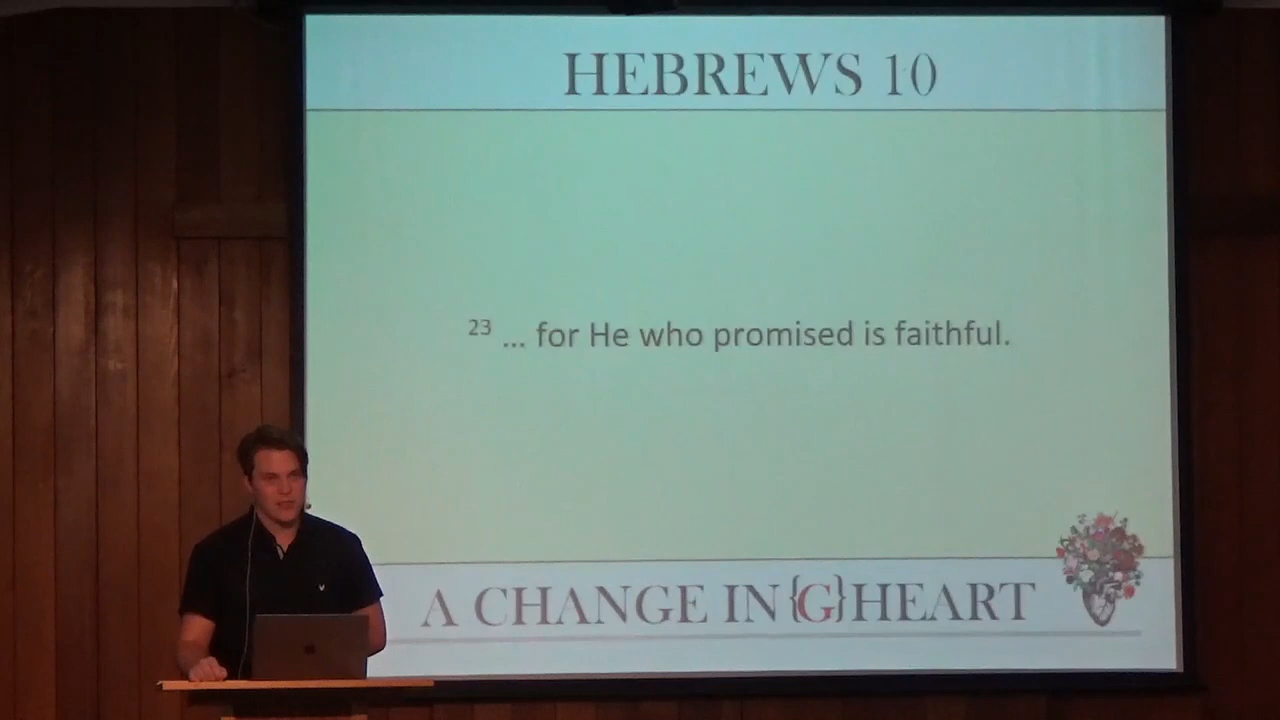 HEBREWS 10
23 ... for He who promised is faithful.
A CHANGE IN{G}HEART